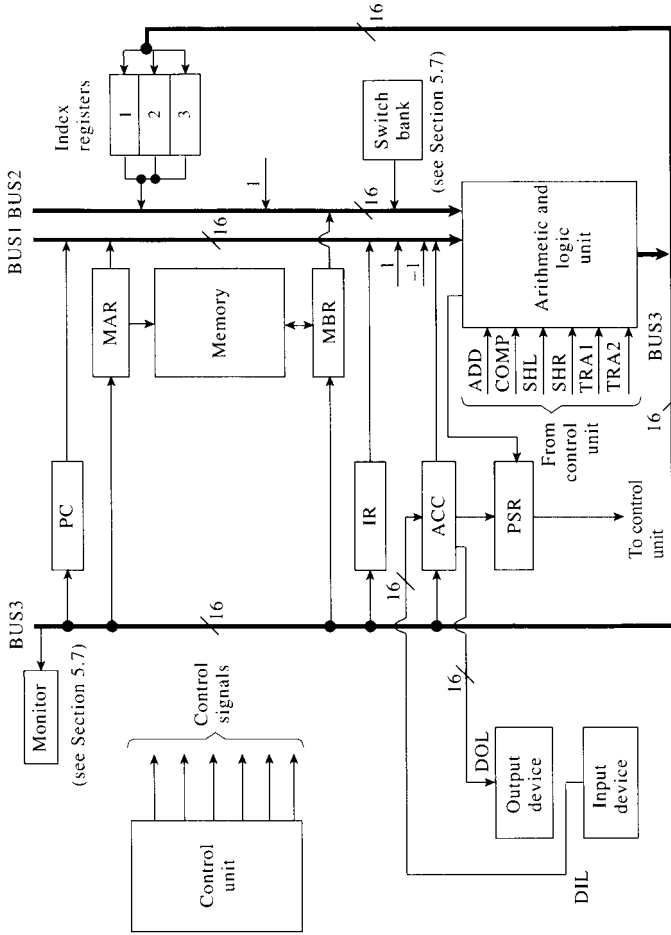 BUS3
Monitor
(see Section 5.7)
Control
unit
Control
signals
DOL
Output
device
Input
device
DIL
16
16
16
PC
MAR
Memory
MBR
IR
ACC
PSR
To control
unit
BUS1 BUS2
16
16
1
1
−1
Index
registers
1
2
3
16
Switch
bank
(see Section 5.7)
16
Arithmetic and
logic
unit
ADD
COMP
SHL
SHR
TRA1
TRA2
From
control
unit
BUS3
16